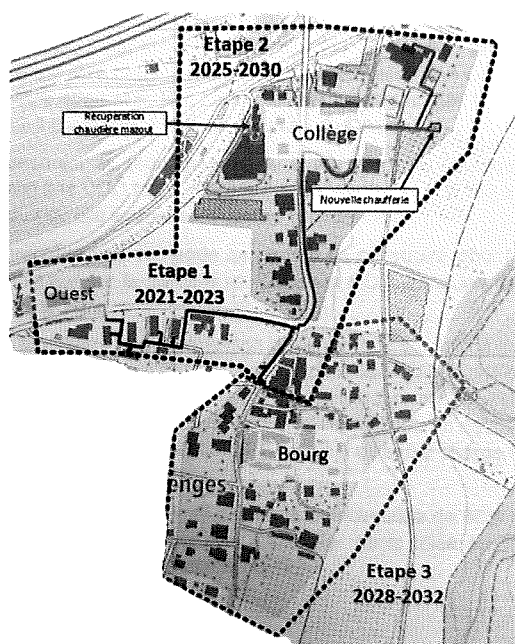 Etape 2
2025-2030
Récupération
chaudière mazout
Collège
Nouvelle chaufferie
Etape 1
2021-2023
Ouest
Bourg
enges
Etape 3
2028-2032